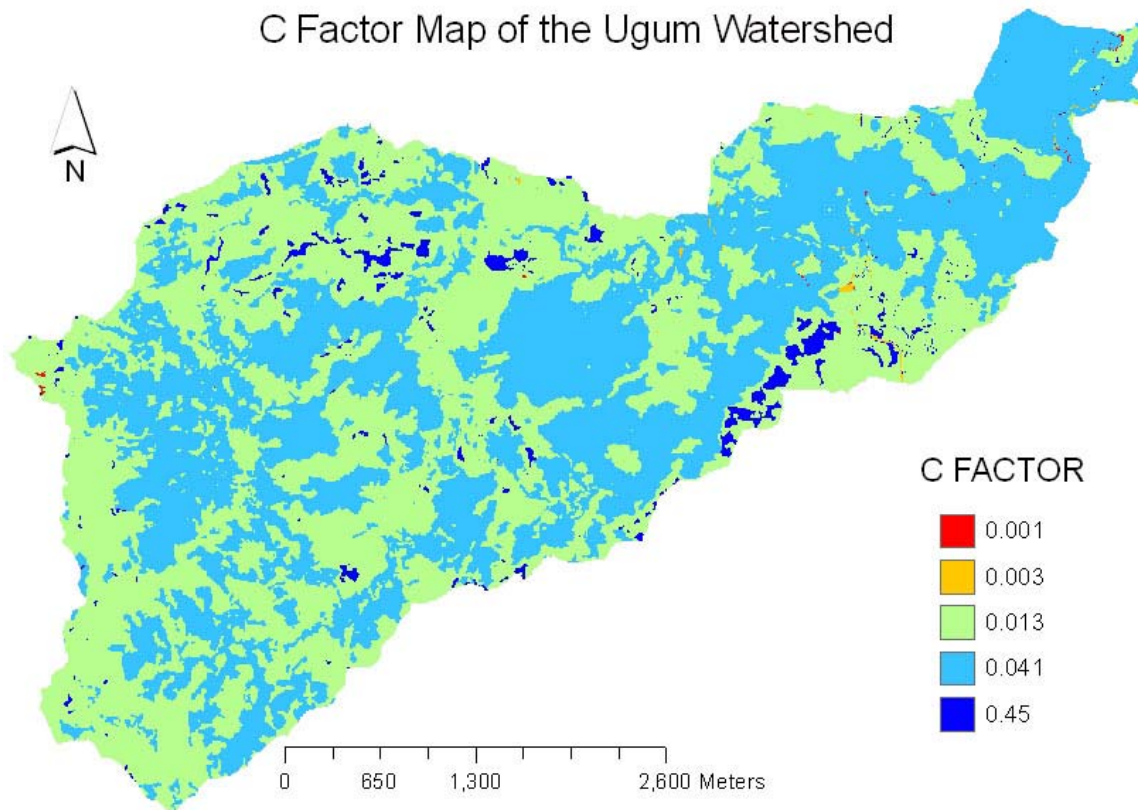 C Factor Map of the Ugum Watershed
N
C FACTOR
0.001
0.003
0.013
0.041
0.45
0 650 1,300 2,600 Meters